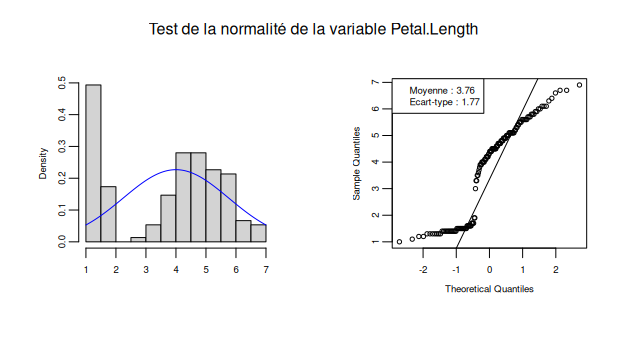 Test de la normalité de la variable Petal.Length
Density
0.0 0.1 0.2 0.3 0.4 0.5
1 2 3 4 5 6 7
Moyenne : 3.76
Ecart-type : 1.77
Sample Quantiles
1 2 3 4 5 6 7
-2 -1 0 1 2
Theoretical Quantiles